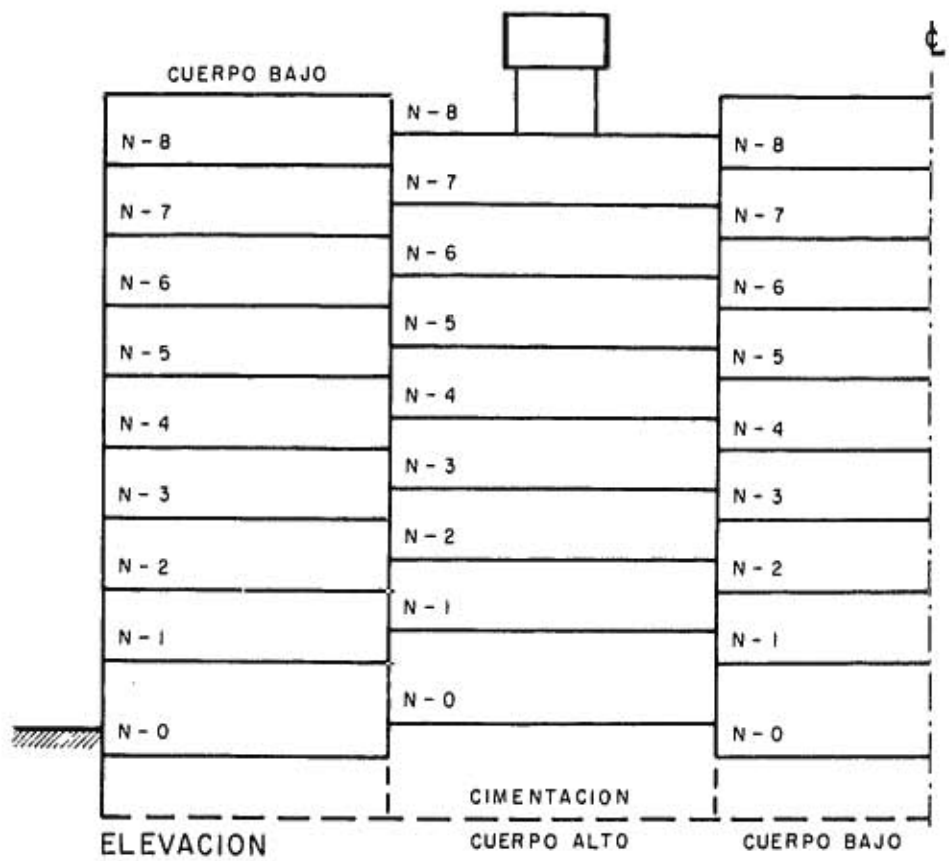 CUERPO BAJO
N-8
N-7
N-6
N-5
N-4
N-3
N-2
N-1
N-0
N-8
N-7
N-6
N-5
N-4
N-3
N-2
N-1
N-0
℄
N-8
N-7
N-6
N-5
N-4
N-3
N-2
N-1
N-0
CIMENTACION
ELEVACION
CUERPO ALTO
CUERPO BAJO